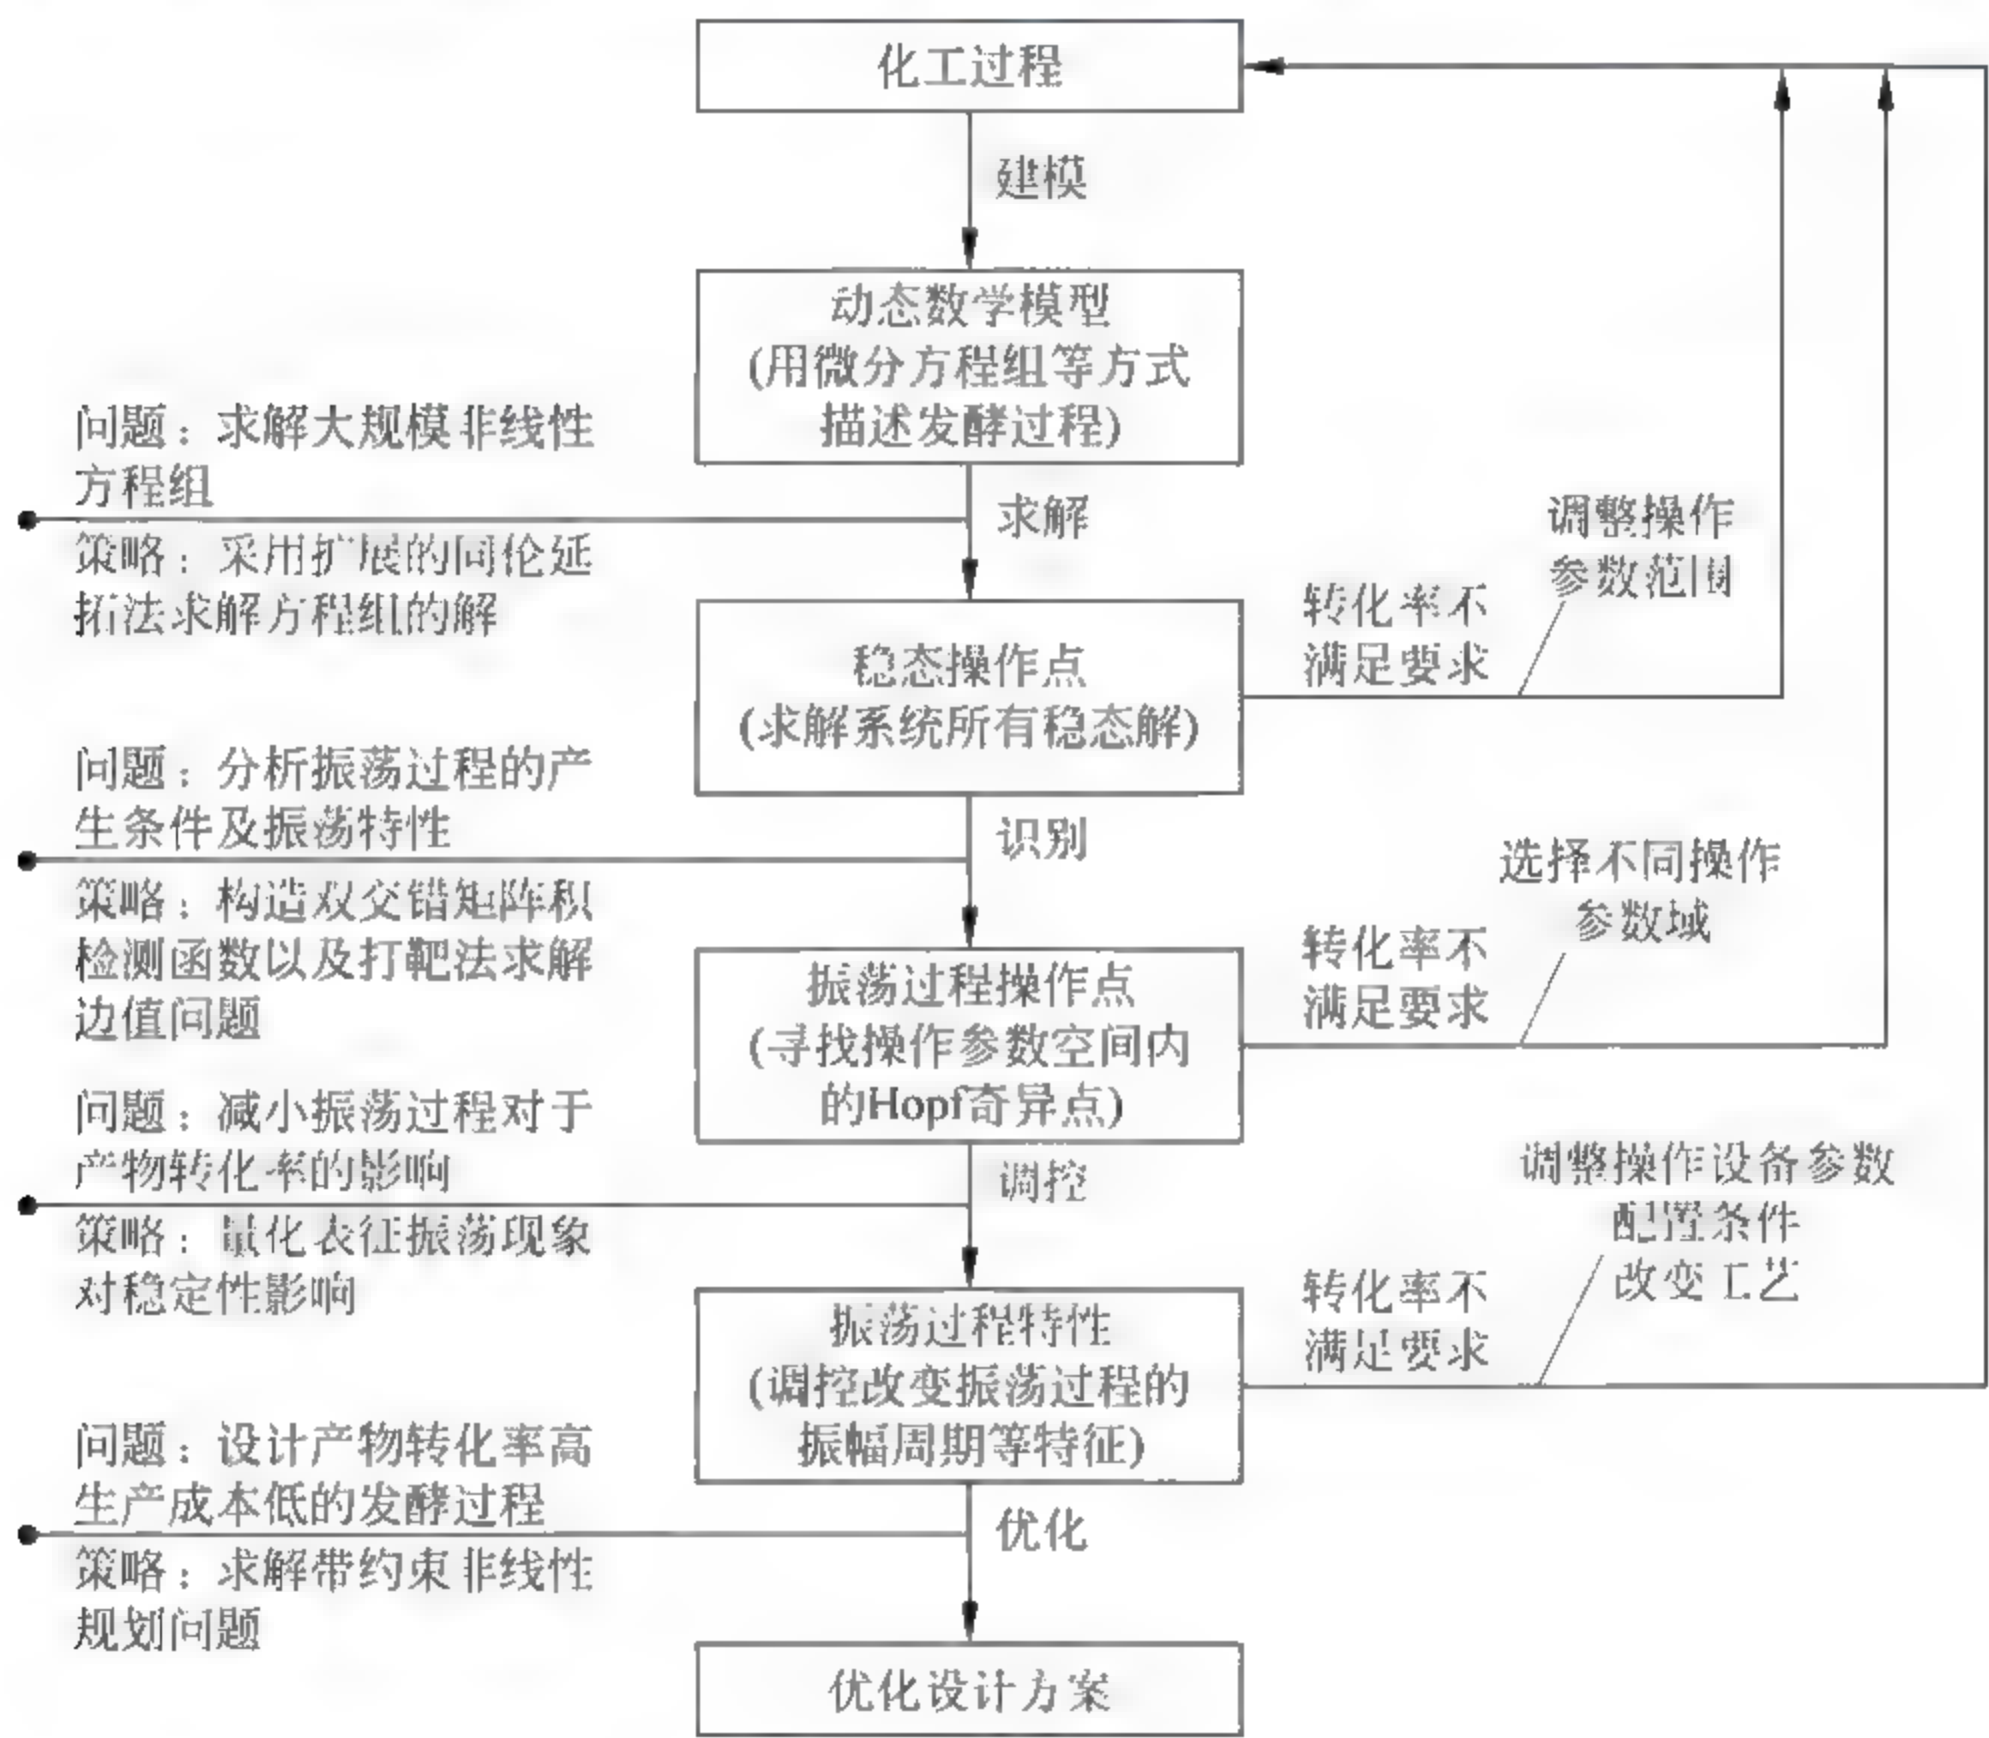 化工过程
建模
动态数学模型
(用微分方程组等方式
描述发酵过程)
问题：求解大规模非线性
方程组
策略：采用扩展的同伦延
拓法求解方程组的解
求解
稳态操作点
(求解系统所有稳态解)
转化率不
满足要求
调整操作
参数范围
问题：分析振荡过程的产
生条件及振荡特性
策略：构造双交错矩阵积
检测函数以及打靶法求解
边值问题
识别
振荡过程操作点
(寻找操作参数空间内
的Hopf奇异点)
转化率不
满足要求
选择不同操作
参数域
问题：减小振荡过程对于
产物转化率的影响
策略：量化表征振荡现象
对稳定性影响
调控
振荡过程特性
(调控改变振荡过程的
振幅周期等特征)
转化率不
满足要求
调整操作设备参数
配置条件
改变工艺
问题：设计产物转化率高
生产成本低的发酵过程
策略：求解带约束非线性
规划问题
优化
优化设计方案